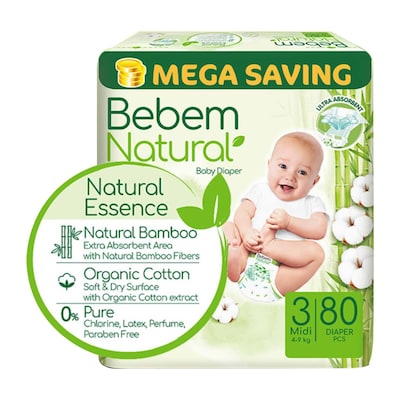 MEGA SAVING
Bebem
Natural
Baby Diaper
ULTRA ABSORBENT
Natural
Essence
Natural Bamboo
Extra Absorbent Area
with Natural Bamboo Fibers
Organic Cotton
Soft & Dry Surface
with Organic Cotton extract
0% Pure
Chlorine, Latex, Perfume,
Paraben Free
3 80
Midi DIAPER
4-9 kg PCS